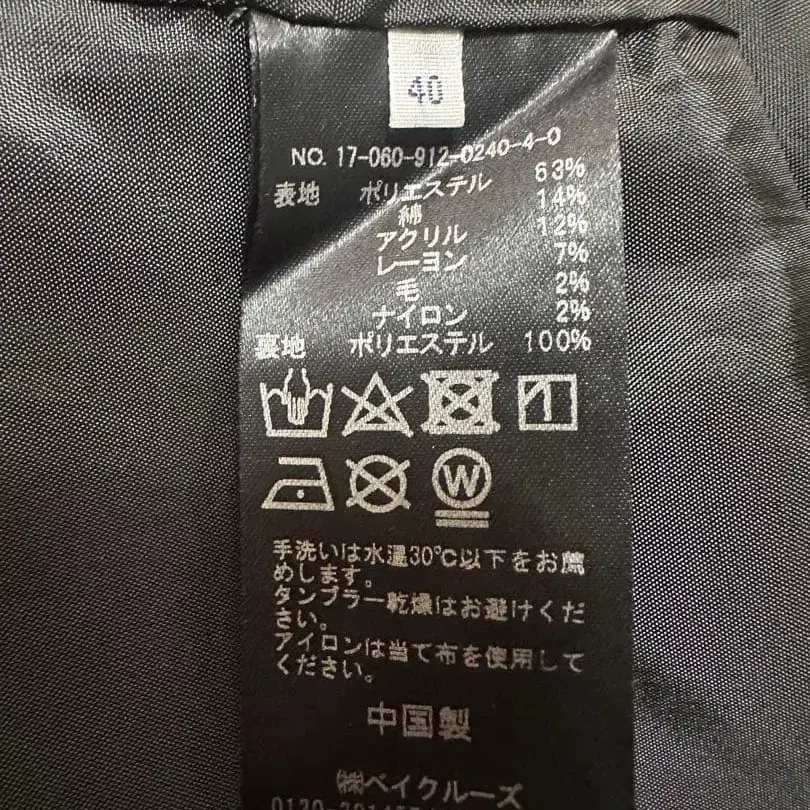 40
NO. 17-060-912-0240-4-0
表地 ポリエステル 63%
綿 14%
アクリル 12%
レーヨン 7%
毛 2%
ナイロン 2%
裏地 ポリエステル 100%
W
手洗いは水温30℃以下をお薦
めします。
タンブラー乾燥はお避けくだ
さい。
アイロンは当て布を使用して
ください。
中国製
㈱ベイクルーズ